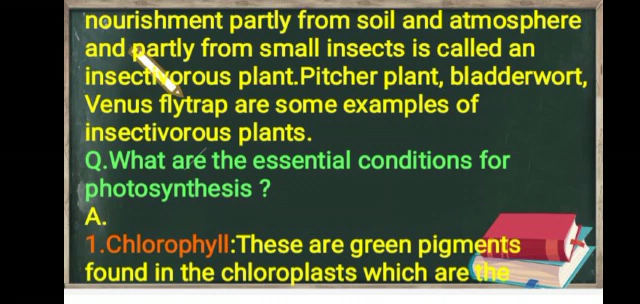 nourishment partly from soil and atmosphere
and partly from small insects is called an
insectivorous plant.Pitcher plant, bladderwort,
Venus flytrap are some examples of
insectivorous plants.
Q.What are the essential conditions for
photosynthesis ?
A.
1.Chlorophyll:These are green pigments
found in the chloroplasts which are the